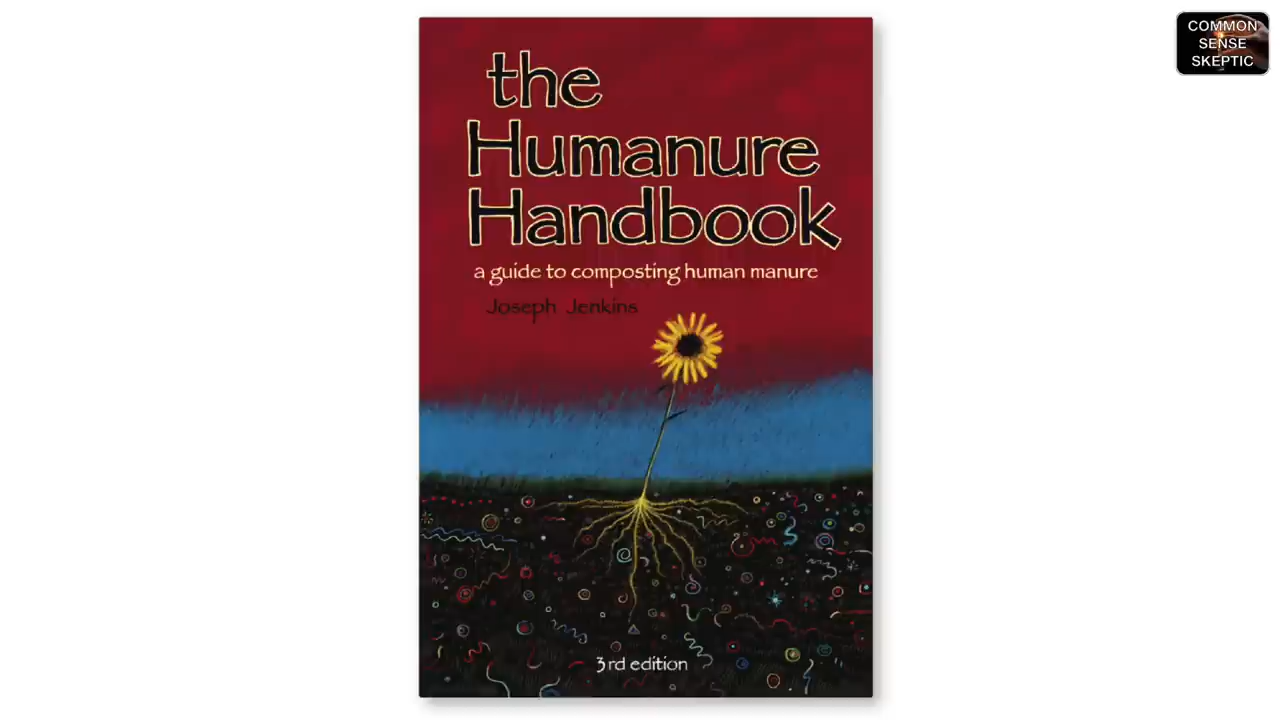 the
Humanure
Handbook
a guide to composting human manure
Joseph Jenkins
3rd edition
COMMON
SENSE
SKEPTIC